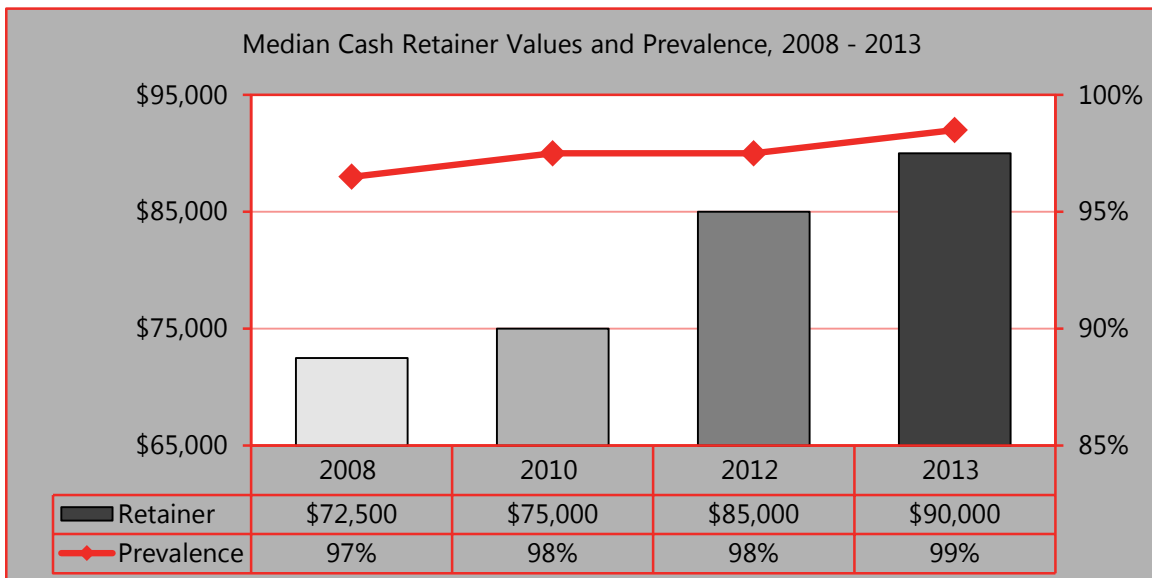 Median Cash Retainer Values and Prevalence, 2008 - 2013
$95,000 100%
$85,000 95%
$75,000 90%
$65,000 85%
2008 2010 2012 2013
Retainer $72,500 $75,000 $85,000 $90,000
Prevalence 97% 98% 98% 99%